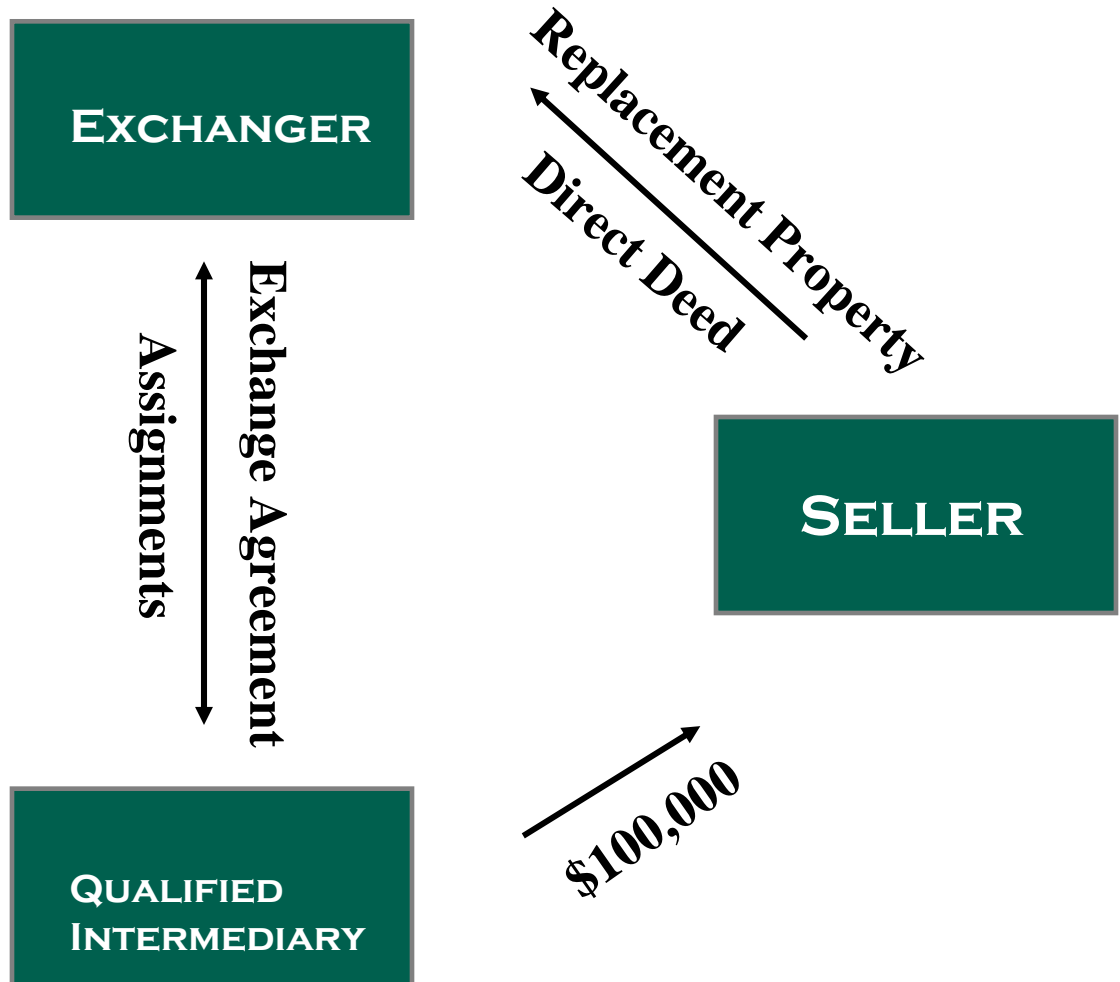 EXCHANGER
Replacement Property
Direct Deed
Exchange Agreement
Assignments
SELLER
$100,000
QUALIFIED
INTERMEDIARY